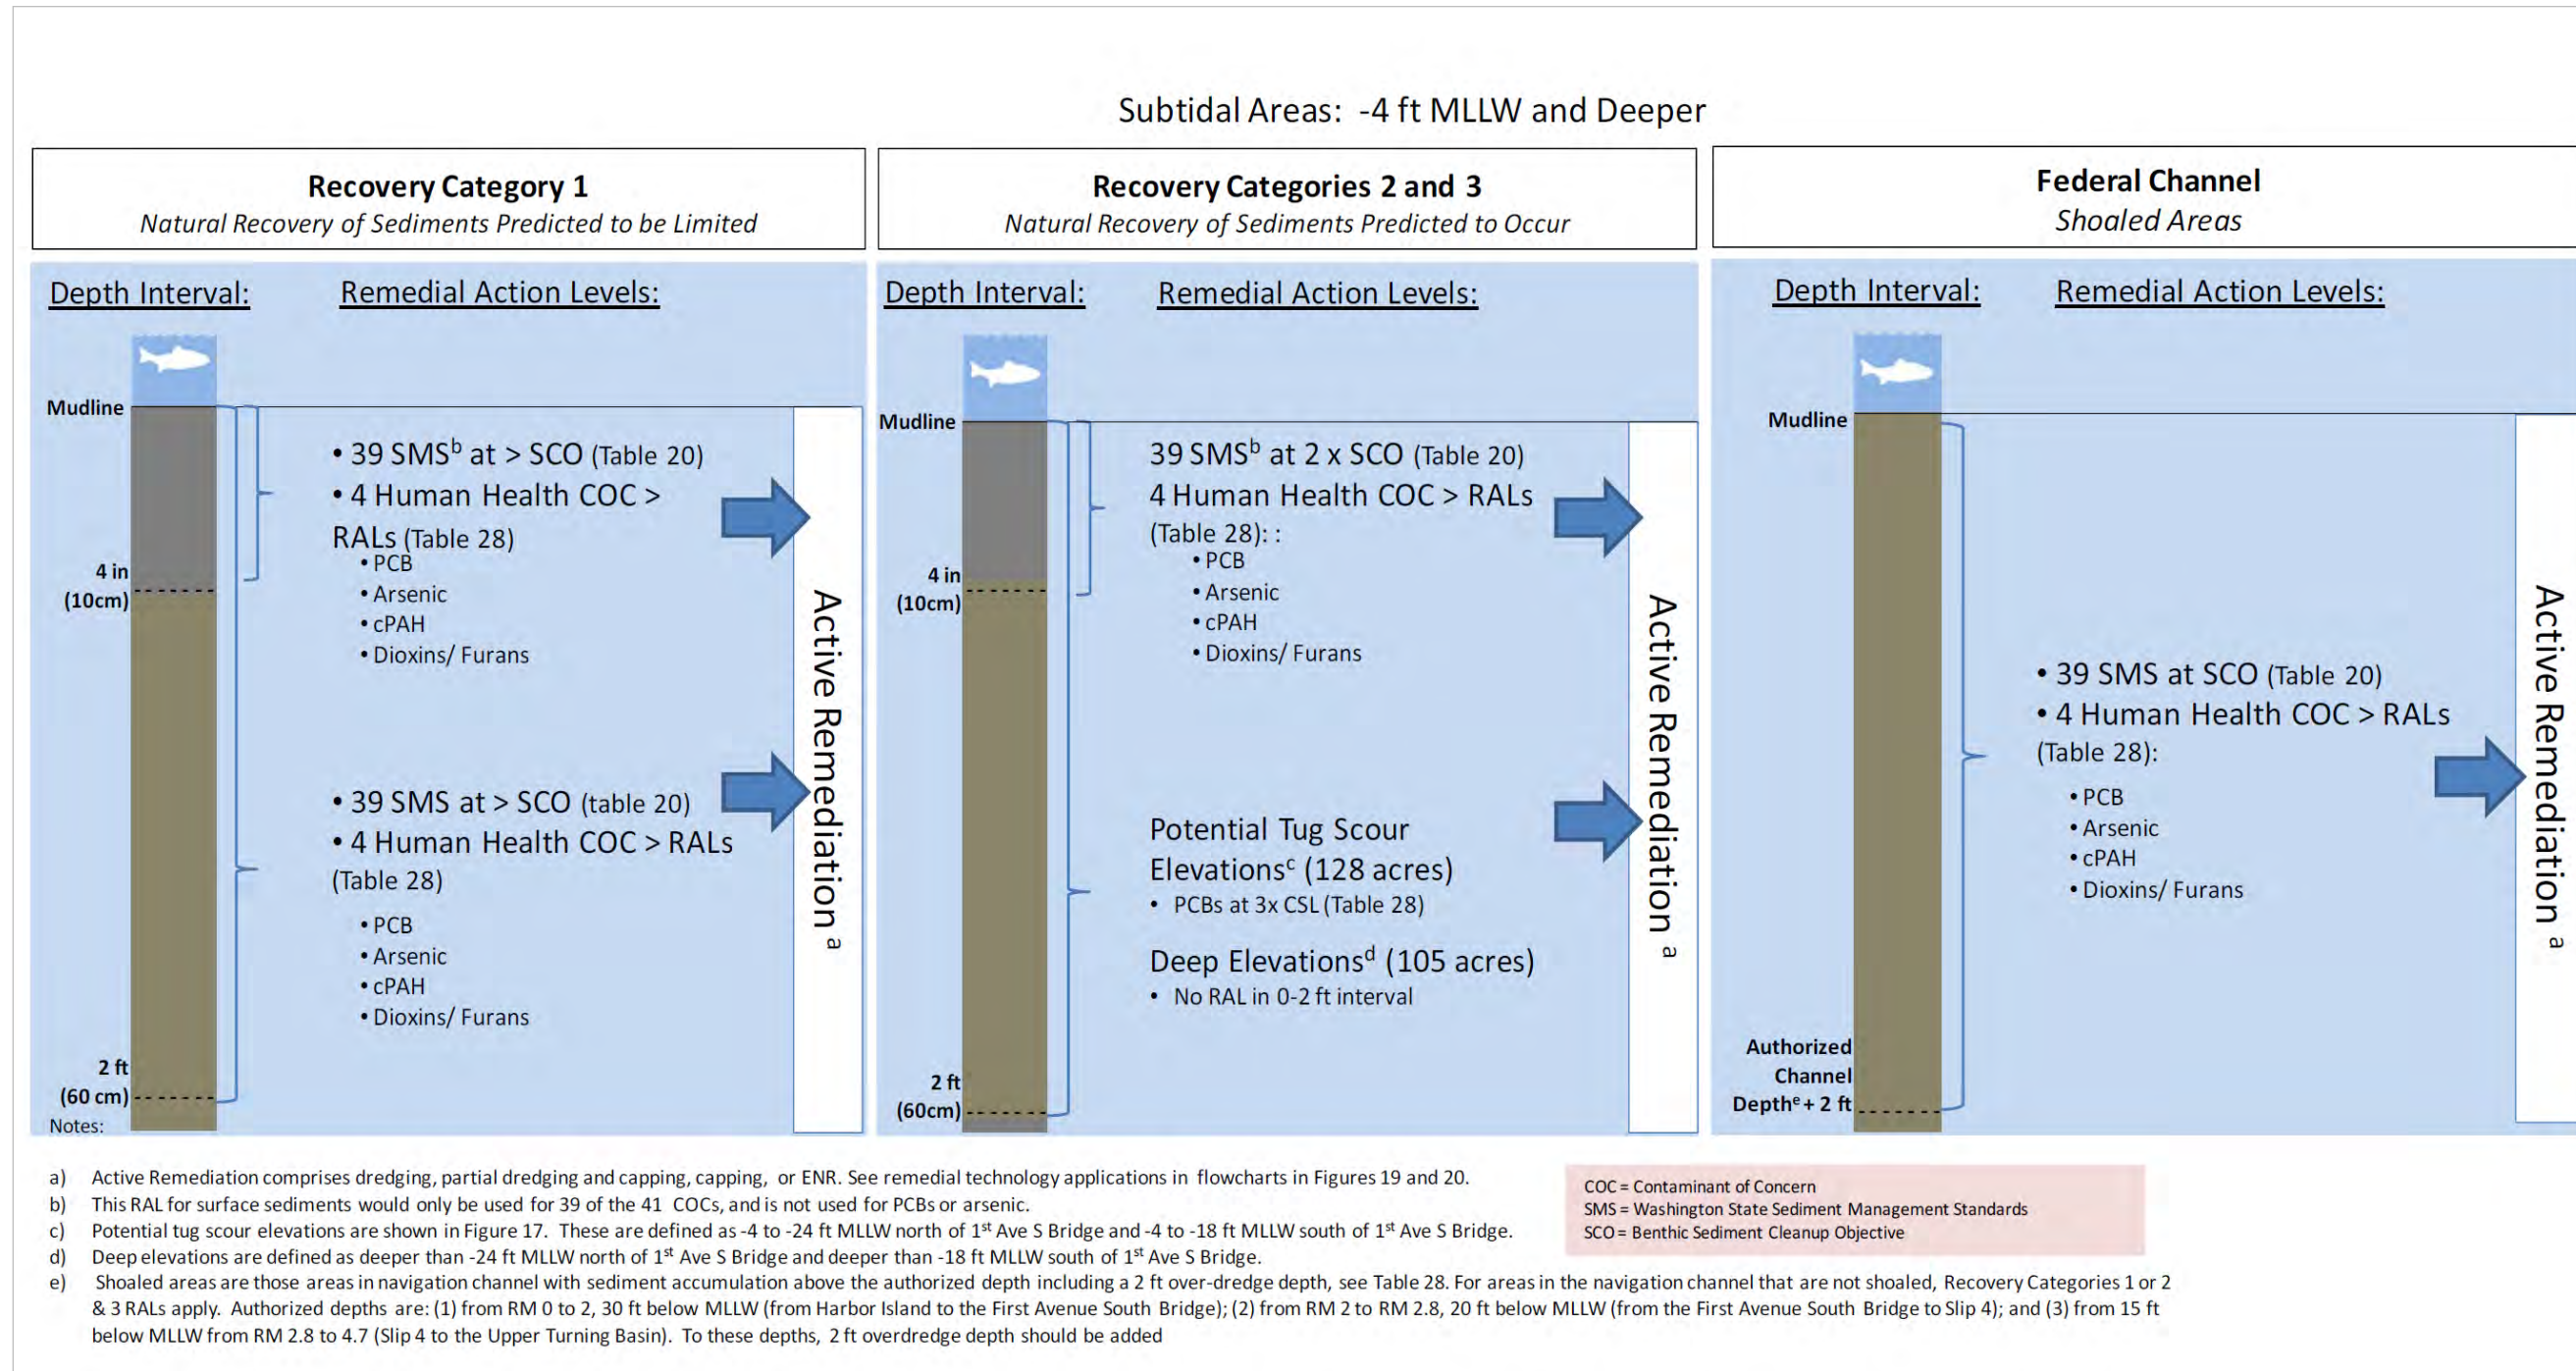 Subtidal Areas: -4 ft MLLW and Deeper
Recovery Category 1
Natural Recovery of Sediments Predicted to be Limited
Depth Interval:
Remedial Action Levels:
Mudline
• 39 SMSb at > SCO (Table 20)
• 4 Human Health COC >
RALs (Table 28)
• PCB
• Arsenic
• cPAH
• Dioxins/ Furans
4 in
(10cm)
• 39 SMS at > SCO (table 20)
• 4 Human Health COC > RALs
(Table 28)
• PCB
• Arsenic
• cPAH
• Dioxins/ Furans
2 ft
(60 cm)
Active Remediation a
Notes:
Recovery Categories 2 and 3
Natural Recovery of Sediments Predicted to Occur
Depth Interval:
Remedial Action Levels:
Mudline
39 SMSb at 2 x SCO (Table 20)
4 Human Health COC > RALs
(Table 28): :
• PCB
• Arsenic
• cPAH
• Dioxins/ Furans
4 in
(10cm)
Potential Tug Scour
Elevationsc (128 acres)
• PCBs at 3x CSL (Table 28)
Deep Elevationsd (105 acres)
• No RAL in 0-2 ft interval
2 ft
(60cm)
Active Remediation a
Federal Channel
Shoaled Areas
Depth Interval:
Remedial Action Levels:
Mudline
• 39 SMS at SCO (Table 20)
• 4 Human Health COC > RALs
(Table 28):
• PCB
• Arsenic
• cPAH
• Dioxins/ Furans
Authorized
Channel
Depthe + 2 ft
Active Remediation a
a) Active Remediation comprises dredging, partial dredging and capping, capping, or ENR. See remedial technology applications in flowcharts in Figures 19 and 20.
b) This RAL for surface sediments would only be used for 39 of the 41 COCs, and is not used for PCBs or arsenic.
c) Potential tug scour elevations are shown in Figure 17. These are defined as -4 to -24 ft MLLW north of 1st Ave S Bridge and -4 to -18 ft MLLW south of 1st Ave S Bridge.
d) Deep elevations are defined as deeper than -24 ft MLLW north of 1st Ave S Bridge and deeper than -18 ft MLLW south of 1st Ave S Bridge.
e) Shoaled areas are those areas in navigation channel with sediment accumulation above the authorized depth including a 2 ft over-dredge depth, see Table 28. For areas in the navigation channel that are not shoaled, Recovery Categories 1 or 2
& 3 RALs apply. Authorized depths are: (1) from RM 0 to 2, 30 ft below MLLW (from Harbor Island to the First Avenue South Bridge); (2) from RM 2 to RM 2.8, 20 ft below MLLW (from the First Avenue South Bridge to Slip 4); and (3) from 15 ft
below MLLW from RM 2.8 to 4.7 (Slip 4 to the Upper Turning Basin). To these depths, 2 ft overdredge depth should be added
COC = Contaminant of Concern
SMS = Washington State Sediment Management Standards
SCO = Benthic Sediment Cleanup Objective